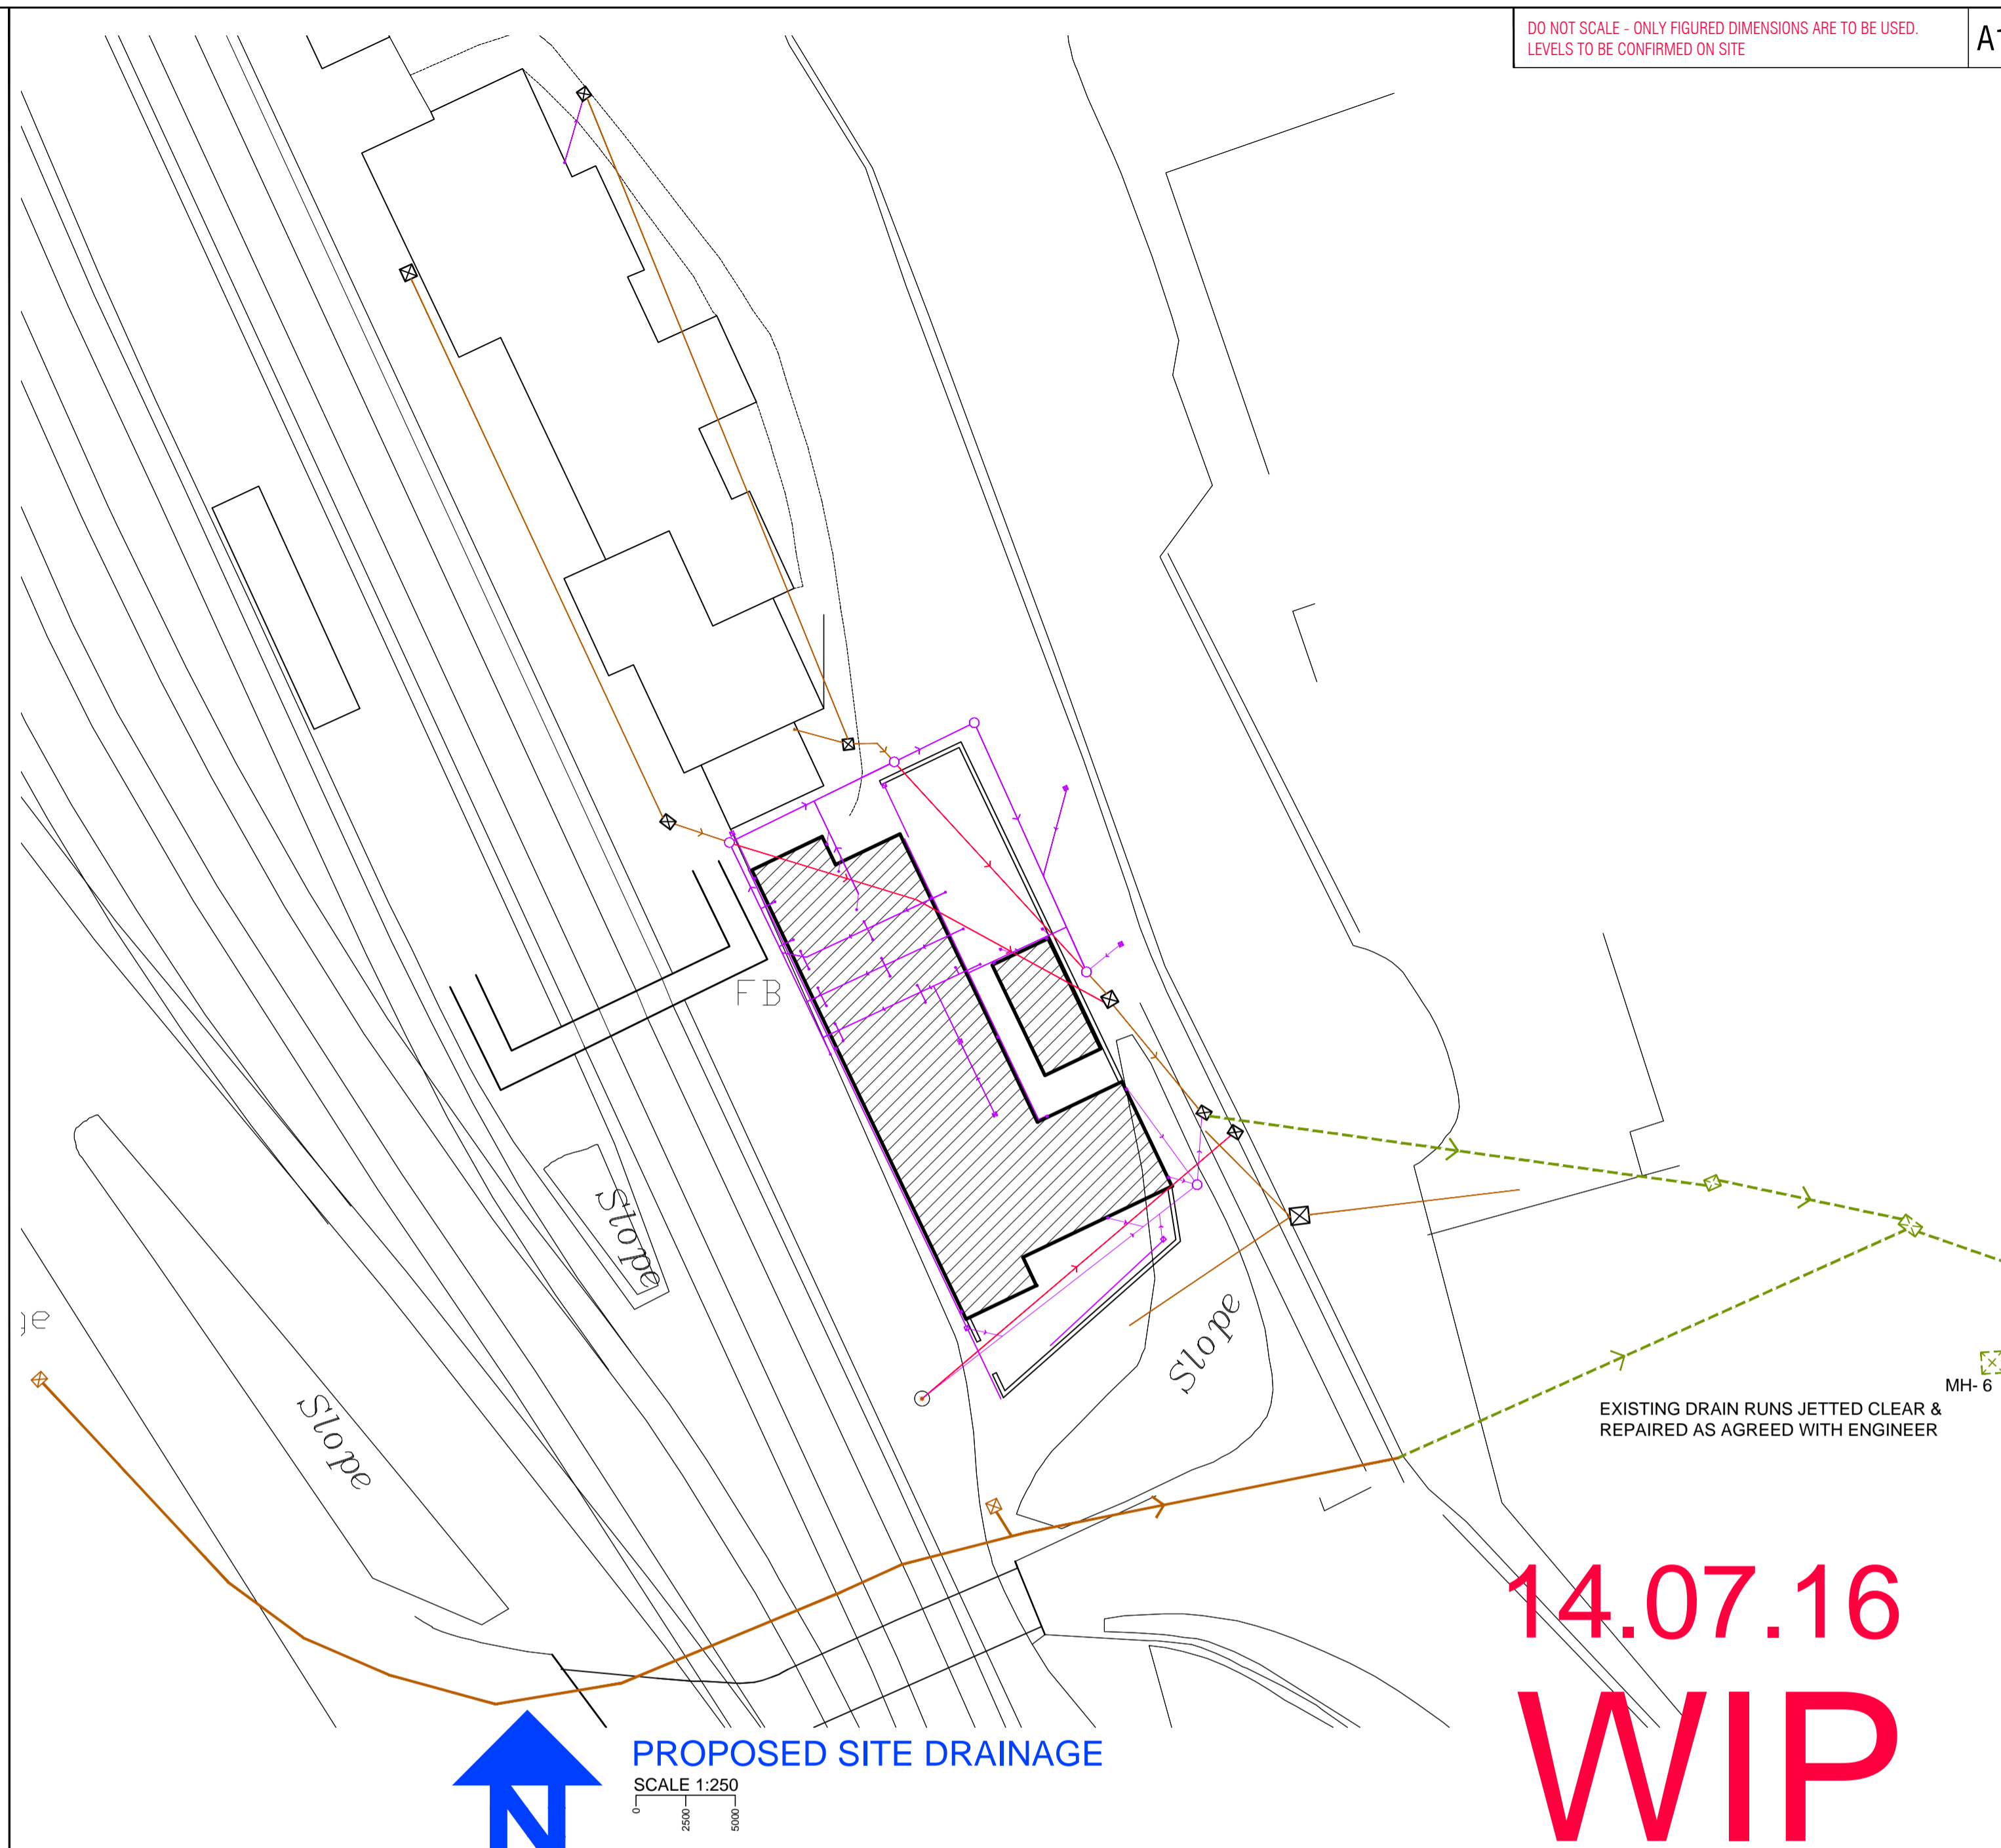 DO NOT SCALE - ONLY FIGURED DIMENSIONS ARE TO BE USED.
LEVELS TO BE CONFIRMED ON SITE
FB
Slope
Slope
Slope
MH- 6
EXISTING DRAIN RUNS JETTED CLEAR &
REPAIRED AS AGREED WITH ENGINEER
14.07.16
WIP
PROPOSED SITE DRAINAGE
SCALE 1:250
0
2500
5000
N